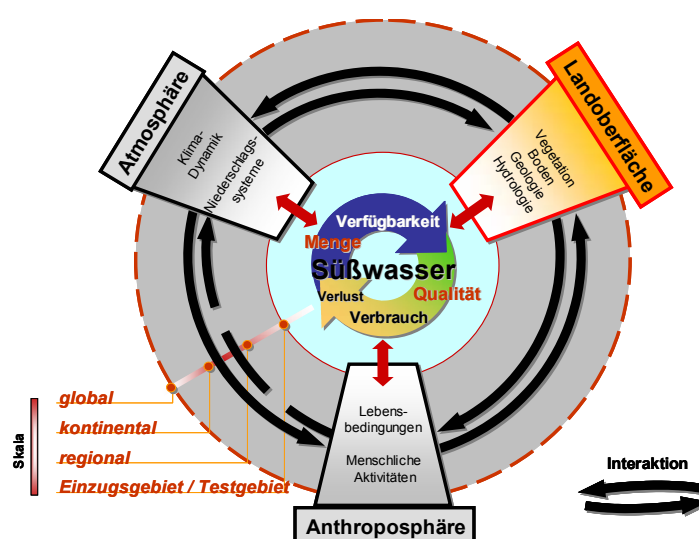 Atmosphäre
Klima-
Dynamik
Niederschlags-
systeme
Landoberfläche
Vegetation
Boden
Geologie
Hydrologie
Verfügbarkeit
Menge
Süßwasser
Verlust
Qualität
Verbrauch
Lebens-
bedingungen
Menschliche
Aktivitäten
Anthroposphäre
Skala
global
kontinental
regional
Einzugsgebiet / Testgebiet
Interaktion